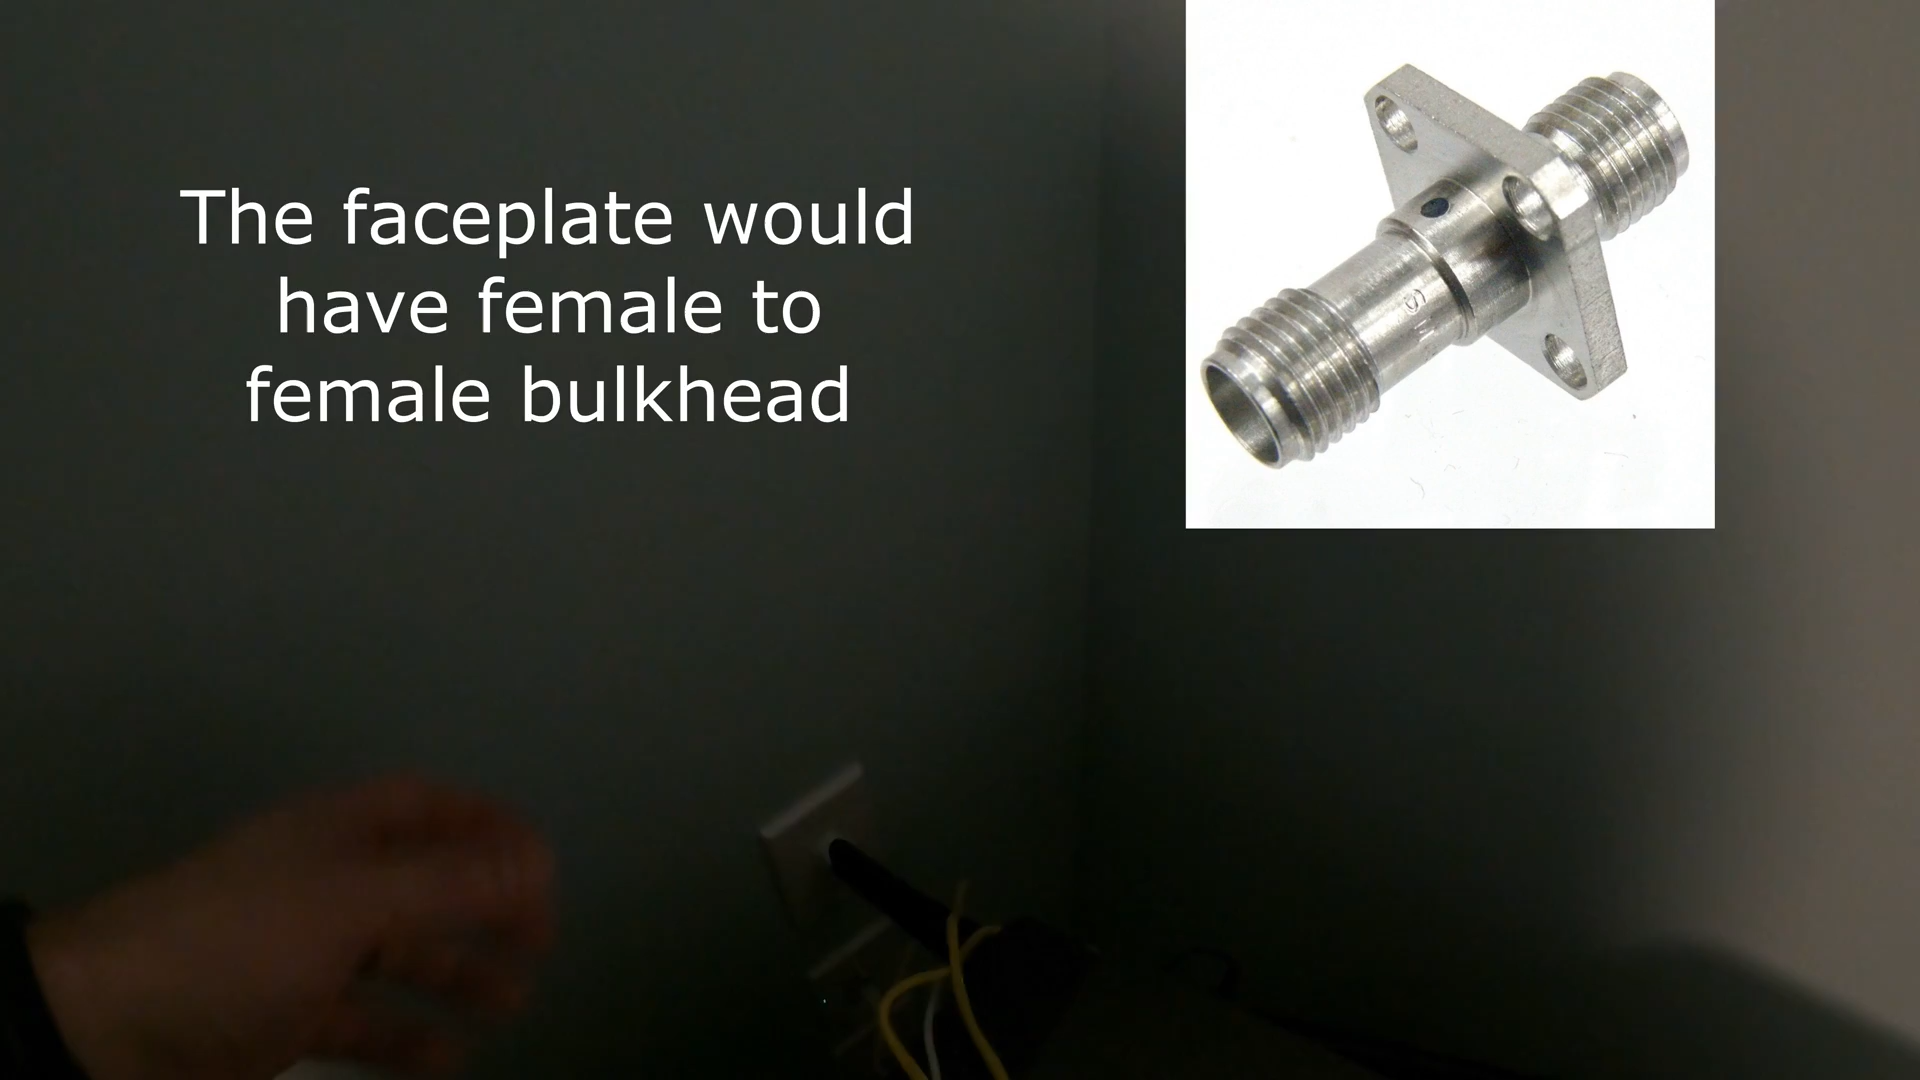 The faceplate would
have female to
female bulkhead